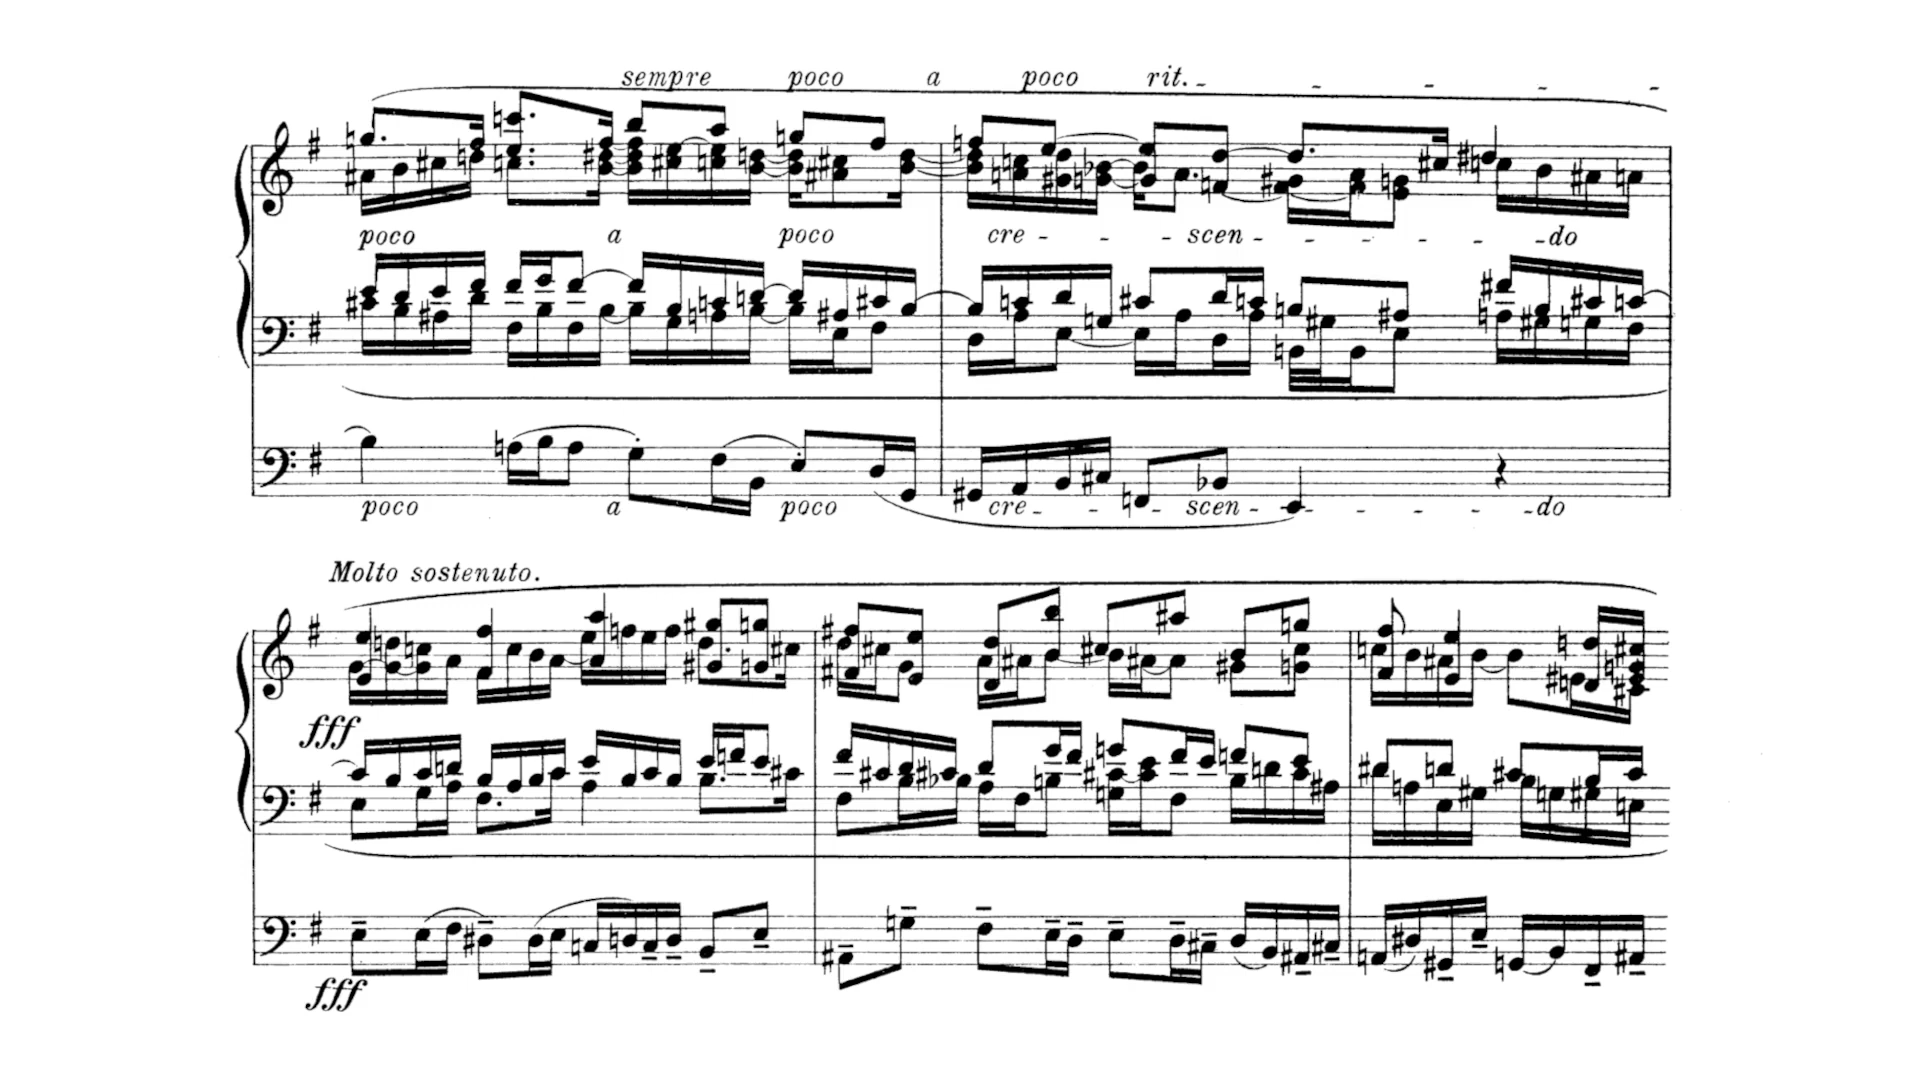 sempre poco a poco rit. - - - - -
poco a poco cre - - - scen - - - - - - do
poco a poco cre - - - scen - - - - - - do
Molto sostenuto.
fff
fff